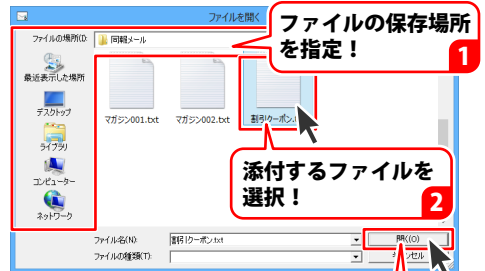 ファイルを開く
ファイルの保存場所
を指定！
1
ファイルの場所(I):
同報メール
最近表示した場所
デスクトップ
ライブラリ
コンピューター
ネットワーク
マガジン001.txt
マガジン002.txt
割引クーポン.
添付するファイルを
選択！
2
ファイル名(N):
割引クーポン.txt
開く(O)
ファイルの種類(T):